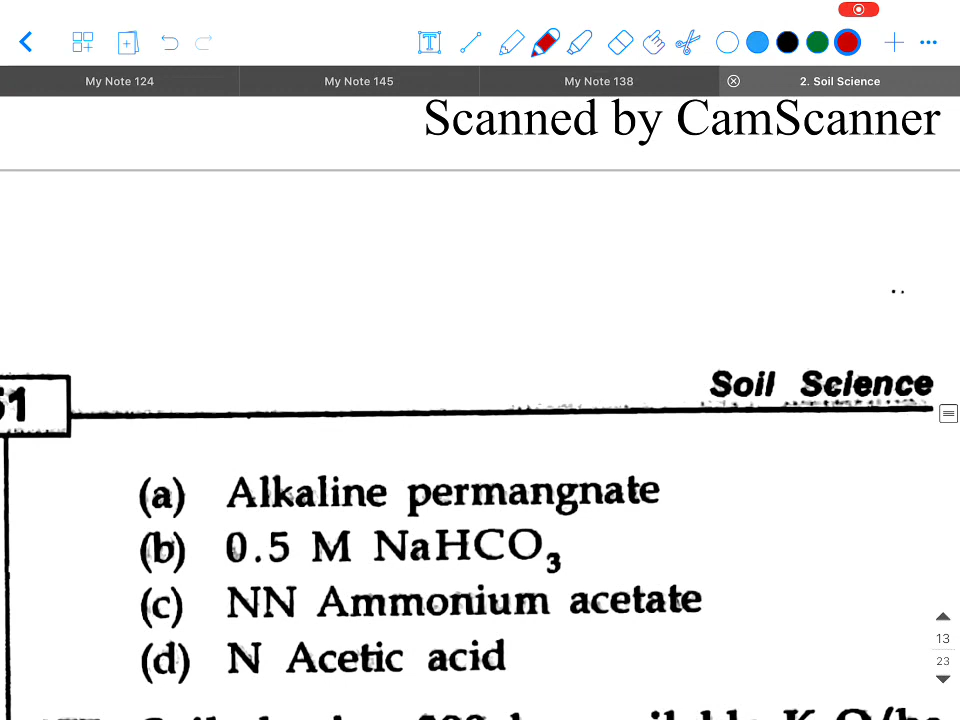 My Note 124
My Note 145
My Note 138
2. Soil Science
Scanned by CamScanner
51
Soil Science
(a) Alkaline permangnate
(b) 0.5 M NaHCO₃
(c) NN Ammonium acetate
(d) N Acetic acid
13
23